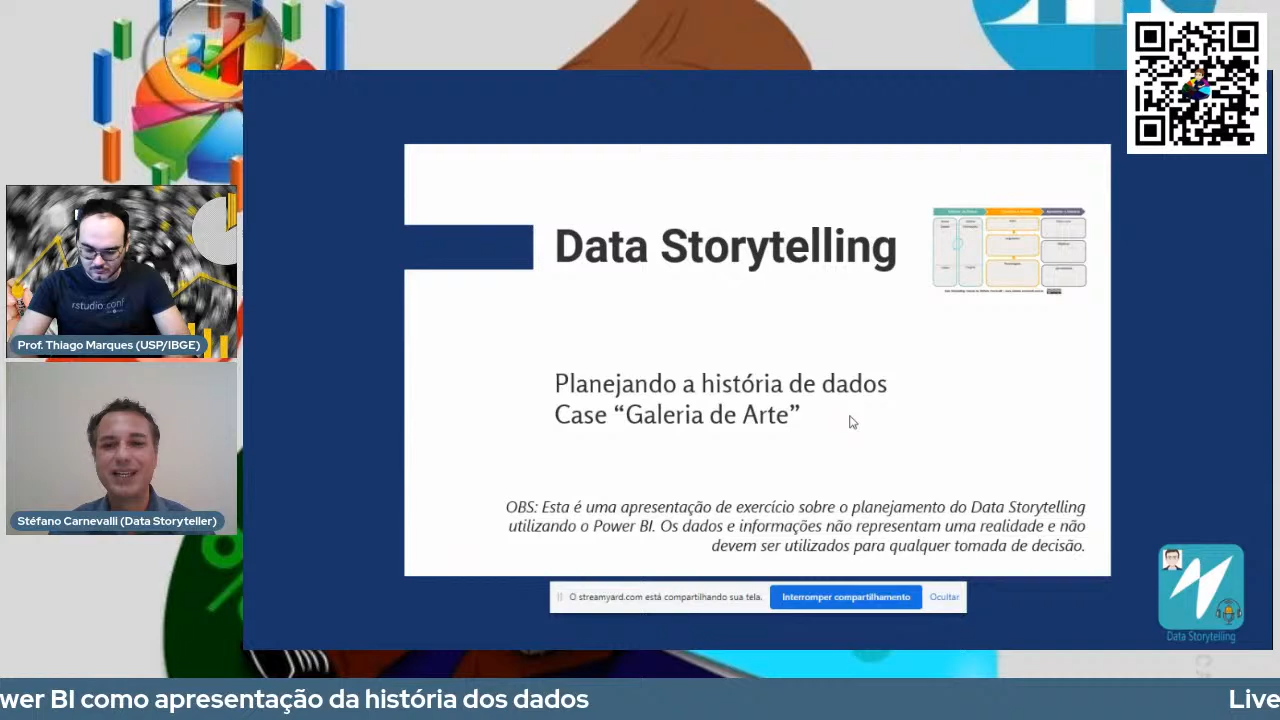 Data Storytelling
Planejando a história de dados
Case “Galeria de Arte”
OBS: Esta é uma apresentação de exercício sobre o planejamento do Data Storytelling
utilizando o Power BI. Os dados e informações não representam uma realidade e não
devem ser utilizados para qualquer tomada de decisão.
rstudio::conf
Prof. Thiago Marques (USP/IBGE)
Stéfano Carnevalli (Data Storyteller)
O streamyard.com está compartilhando sua tela.
Interromper compartilhamento
Ocultar
Data Storytelling
wer BI como apresentação da história dos dados
Live